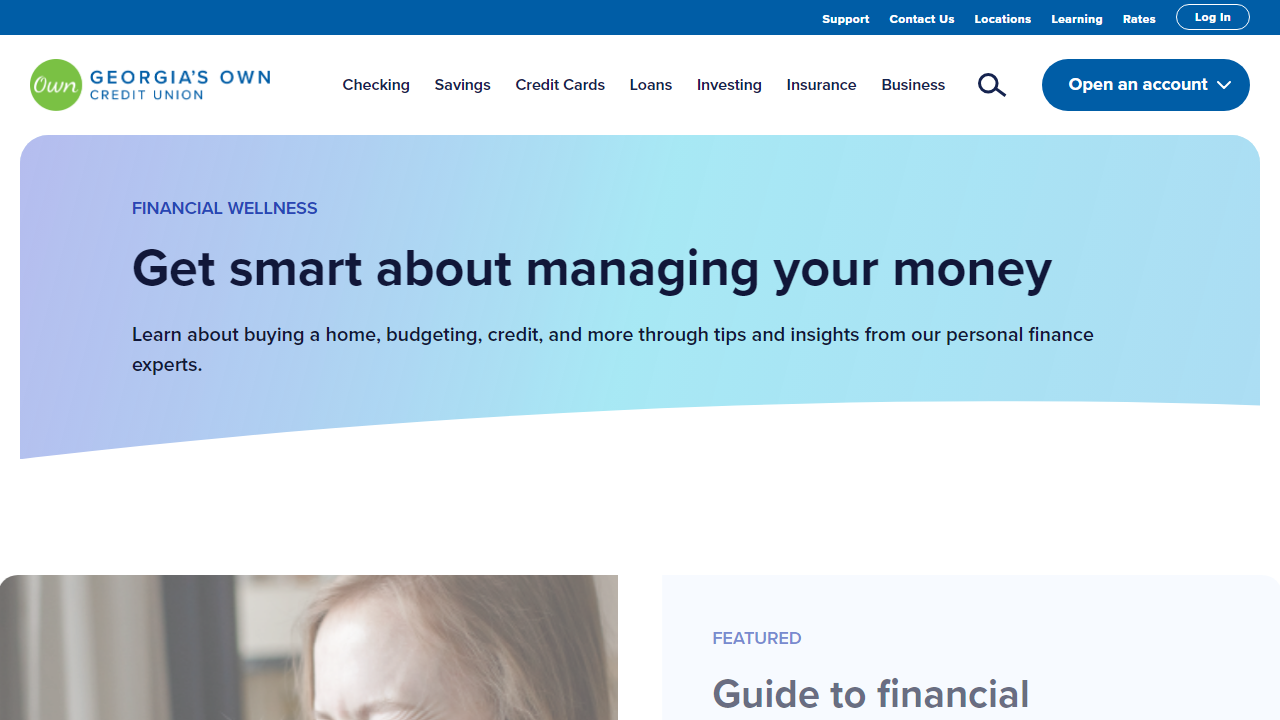 Support Contact Us Locations Learning Rates Log In
Own GEORGIA'S OWN
CREDIT UNION
Checking Savings Credit Cards Loans Investing Insurance Business Open an account
FINANCIAL WELLNESS
Get smart about managing your money
Learn about buying a home, budgeting, credit, and more through tips and insights from our personal finance
experts.
FEATURED
Guide to financial